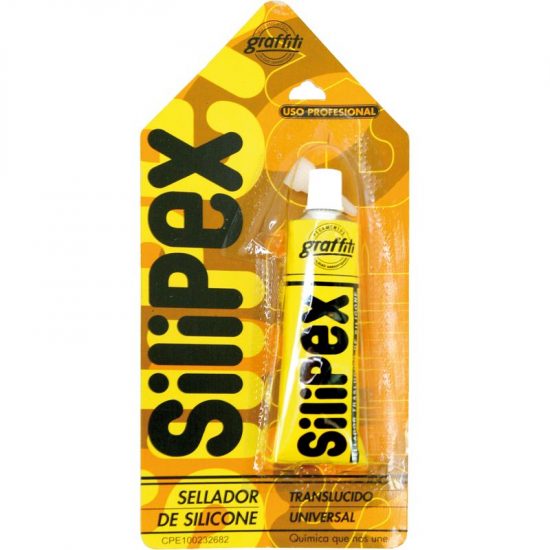 graffiti
USO PROFESIONAL
SiliPex
graffiti
SiliPex
SELLADOR
DE SILICONE
CPE100232682
TRANSLUCIDO
UNIVERSAL
Química que nos une